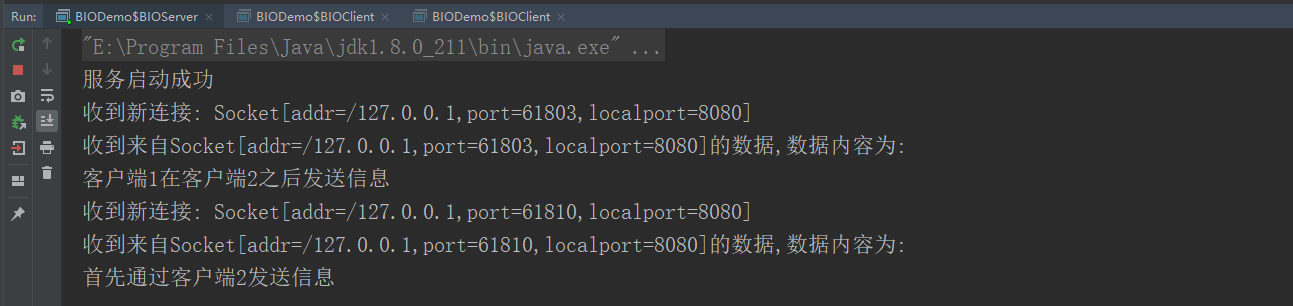 Run: BIODemo$BIOServer × BIODemo$BIOClient × BIODemo$BIOClient ×
"E:\Program Files\Java\jdk1.8.0_211\bin\java.exe" ...
服务启动成功
收到新连接: Socket[addr=/127.0.0.1,port=61803,localport=8080]
收到来自Socket[addr=/127.0.0.1,port=61803,localport=8080]的数据,数据内容为:
客户端1在客户端2之后发送信息
收到新连接: Socket[addr=/127.0.0.1,port=61810,localport=8080]
收到来自Socket[addr=/127.0.0.1,port=61810,localport=8080]的数据,数据内容为:
首先通过客户端2发送信息